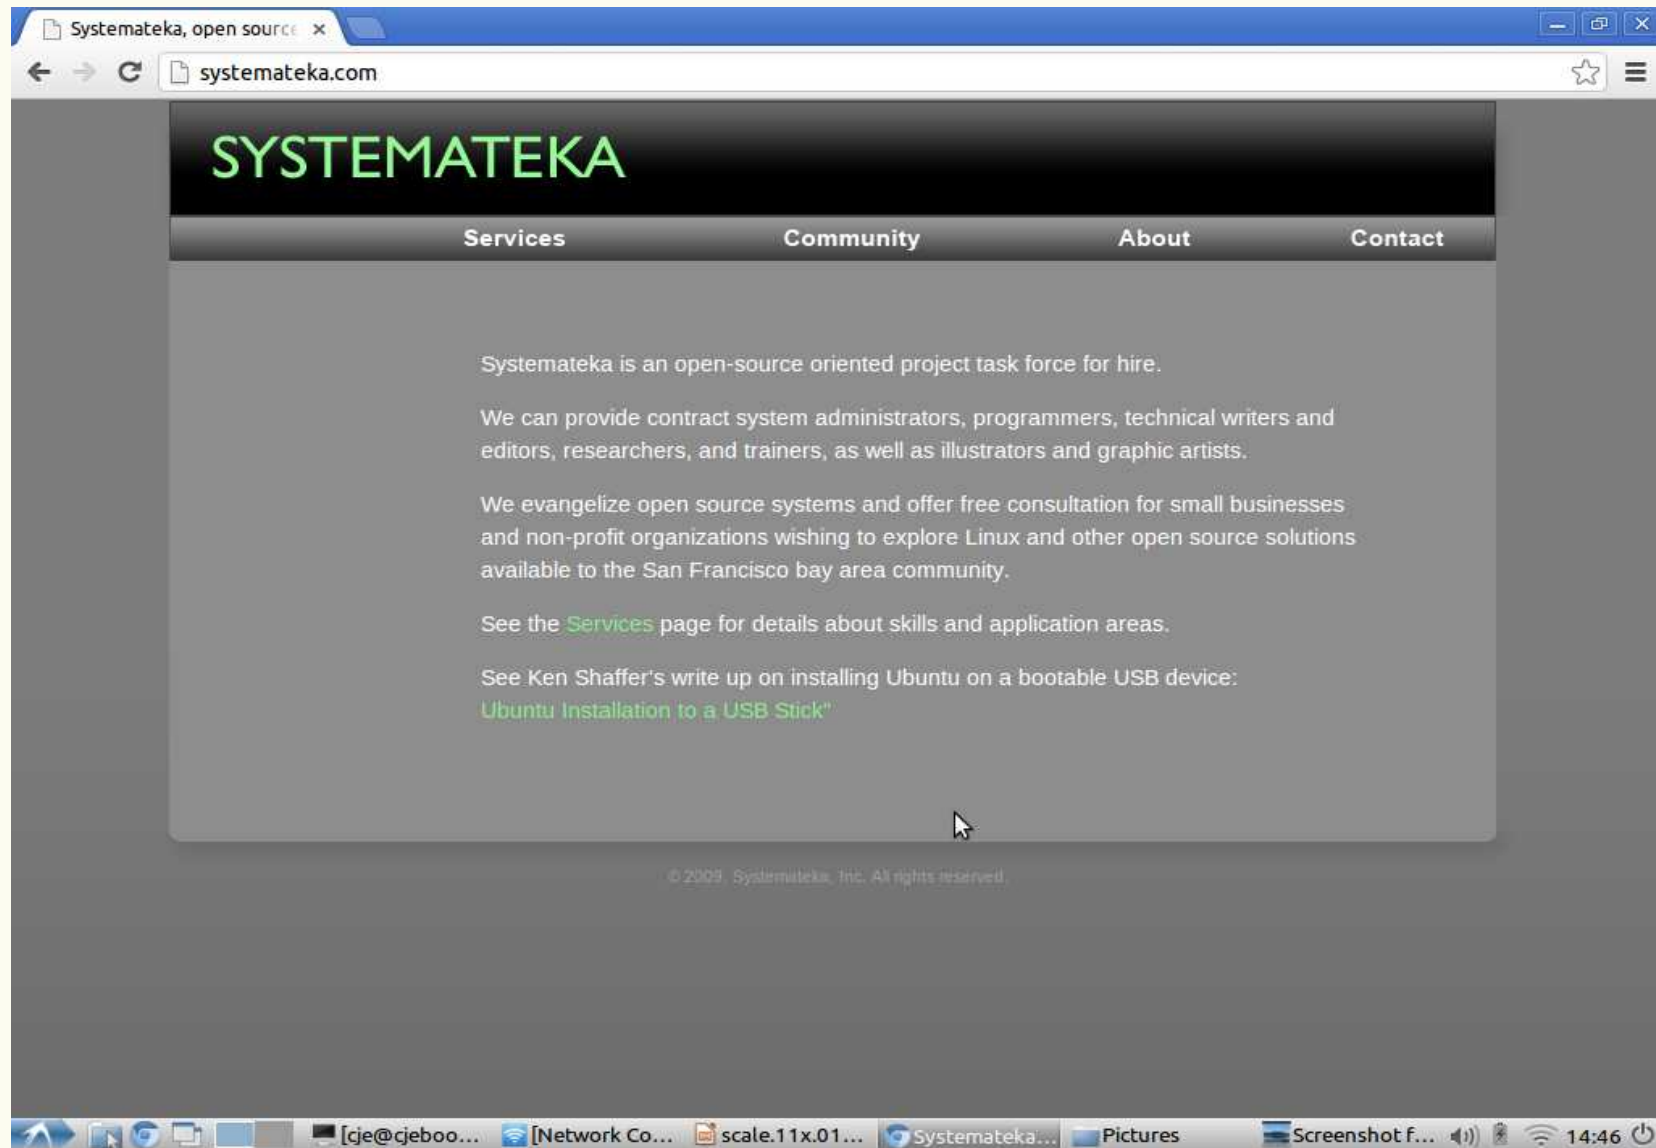 Systemateka, open source
systemateka.com
SYSTEMATEKA
Services Community About Contact
Systemateka is an open-source oriented project task force for hire.
We can provide contract system administrators, programmers, technical writers and
editors, researchers, and trainers, as well as illustrators and graphic artists.
We evangelize open source systems and offer free consultation for small businesses
and non-profit organizations wishing to explore Linux and other open source solutions
available to the San Francisco bay area community.
See the Services page for details about skills and application areas.
See Ken Shaffer's write up on installing Ubuntu on a bootable USB device:
Ubuntu Installation to a USB Stick"
© 2009. Systemateka, Inc. All rights reserved.
[cje@cjeboo... [Network Co... scale.11x.01... Systemateka... Pictures Screenshot f... 14:46